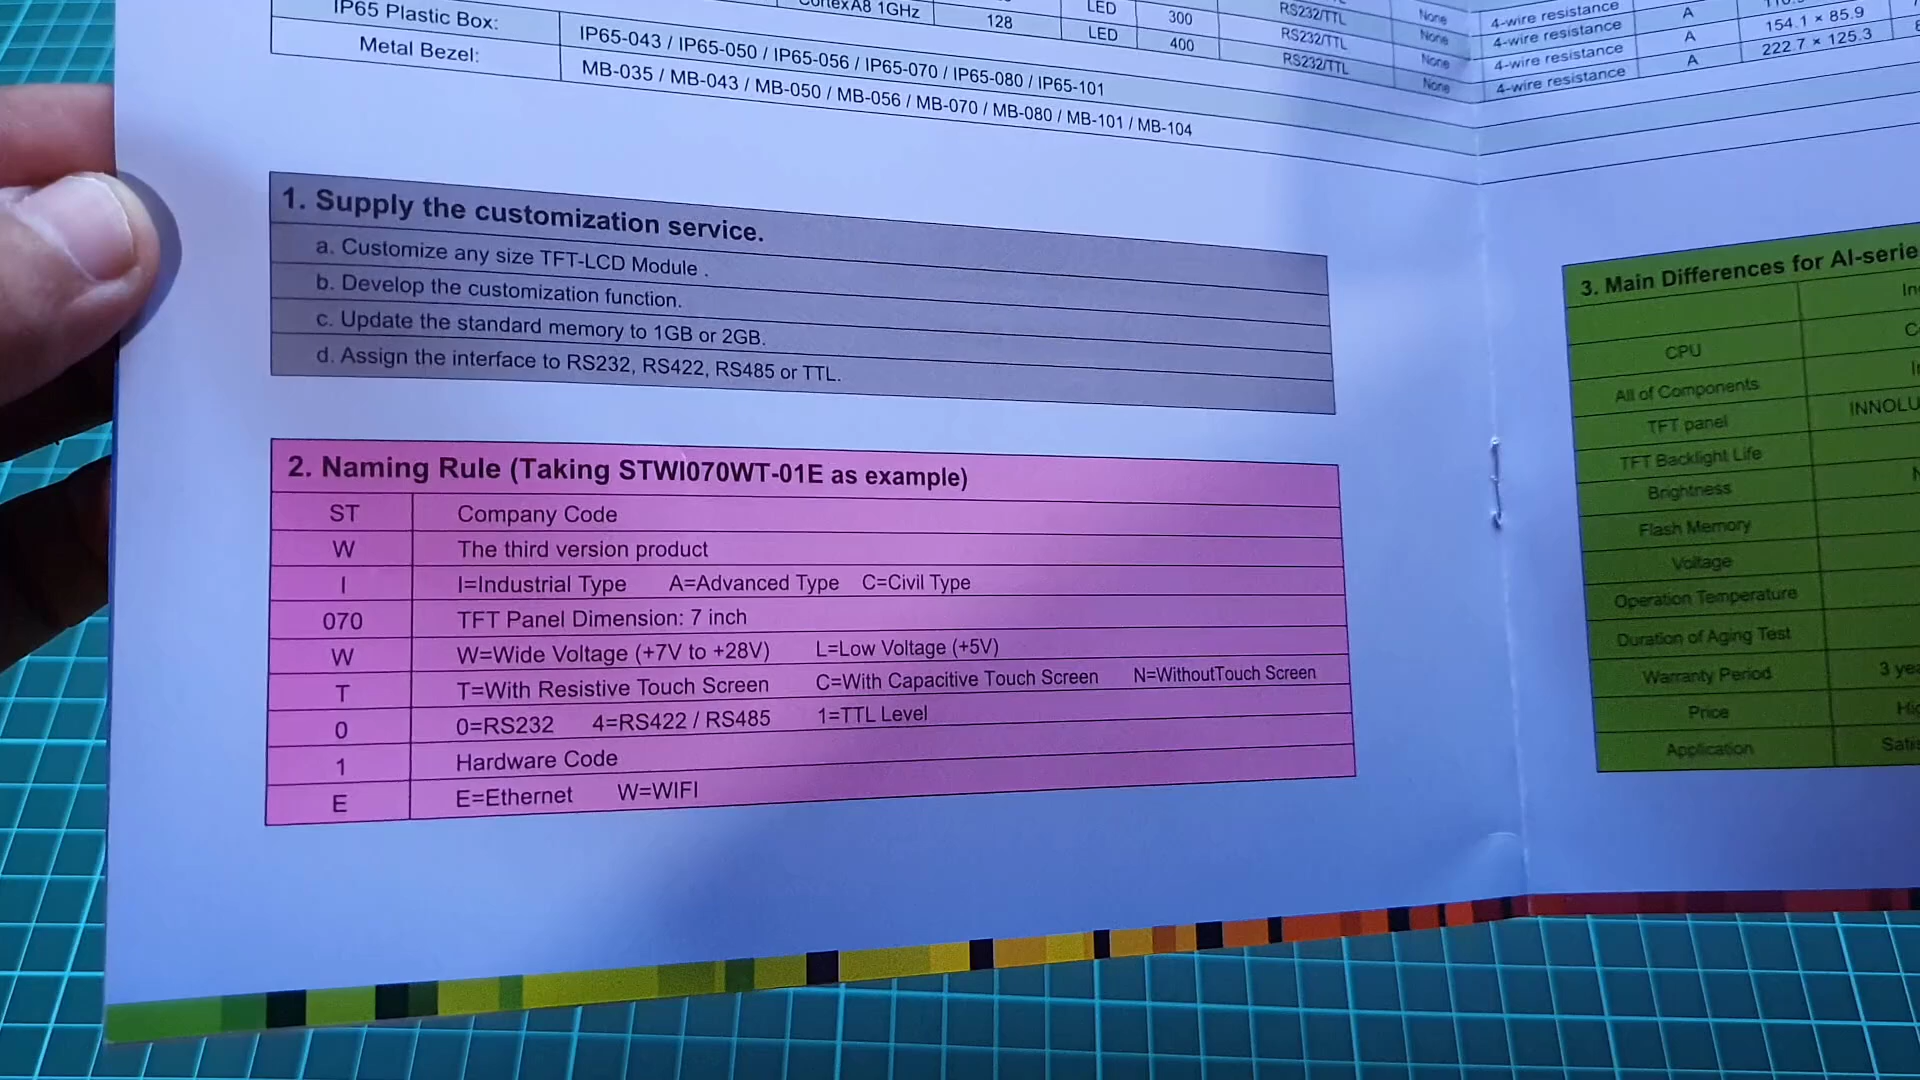 IP65 Plastic Box: IP65-043 / IP65-050 / IP65-056 / IP65-070 / IP65-080 / IP65-101
Metal Bezel: MB-035 / MB-043 / MB-050 / MB-056 / MB-070 / MB-080 / MB-101 / MB-104
CortexA8 1GHz 128 LED 300 RS232/TTL None 4-wire resistance A 154.1 × 85.9
LED 400 RS232/TTL None 4-wire resistance A 222.7 × 125.3
RS232/TTL None 4-wire resistance A
None 4-wire resistance
1. Supply the customization service.
a. Customize any size TFT-LCD Module .
b. Develop the customization function.
c. Update the standard memory to 1GB or 2GB.
d. Assign the interface to RS232, RS422, RS485 or TTL.
2. Naming Rule (Taking STWI070WT-01E as example)
ST Company Code
W The third version product
I I=Industrial Type A=Advanced Type C=Civil Type
070 TFT Panel Dimension: 7 inch
W W=Wide Voltage (+7V to +28V) L=Low Voltage (+5V)
T T=With Resistive Touch Screen C=With Capacitive Touch Screen N=WithoutTouch Screen
0 0=RS232 4=RS422 / RS485 1=TTL Level
1 Hardware Code
E E=Ethernet W=WIFI
3. Main Differences for AI-serie
In
CPU C
All of Components I
TFT panel INNOLU
TFT Backlight Life
Brightness N
Flash Memory
Voltage
Operation Temperature
Duration of Aging Test
Warranty Period 3 yea
Price Hig
Application Satis